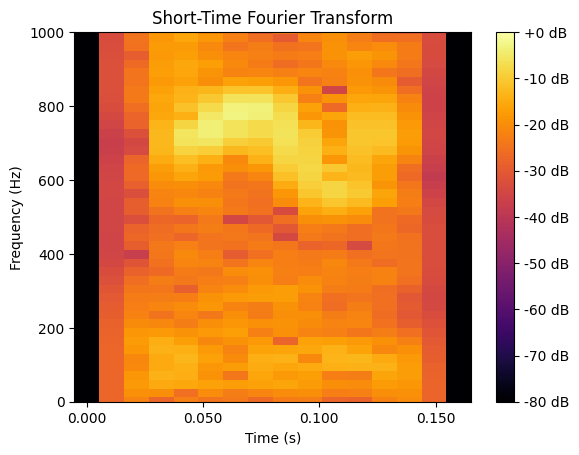 Short-Time Fourier Transform
Frequency (Hz)
1000
800
600
400
200
0
0.000
0.050
0.100
0.150
Time (s)
+0 dB
-10 dB
-20 dB
-30 dB
-40 dB
-50 dB
-60 dB
-70 dB
-80 dB